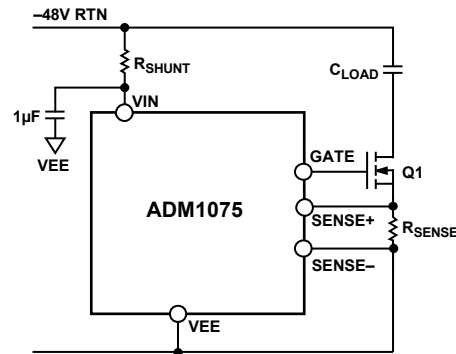 –48V RTN
RSHUNT
CLOAD
1µF
VIN
VEE
GATE
Q1
ADM1075
SENSE+
RSENSE
SENSE–
VEE